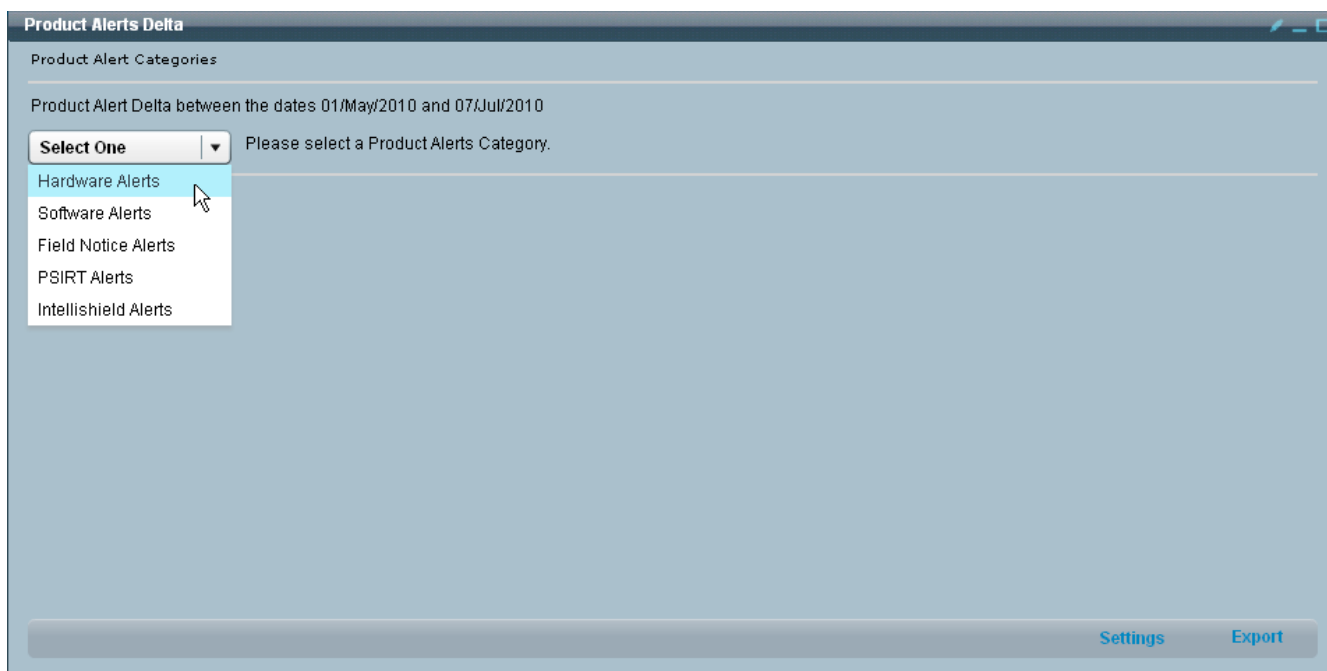 Product Alerts Delta
Product Alert Categories
Product Alert Delta between the dates 01/May/2010 and 07/Jul/2010
Select One
Please select a Product Alerts Category.
Hardware Alerts
Software Alerts
Field Notice Alerts
PSIRT Alerts
Intellishield Alerts
Settings
Export